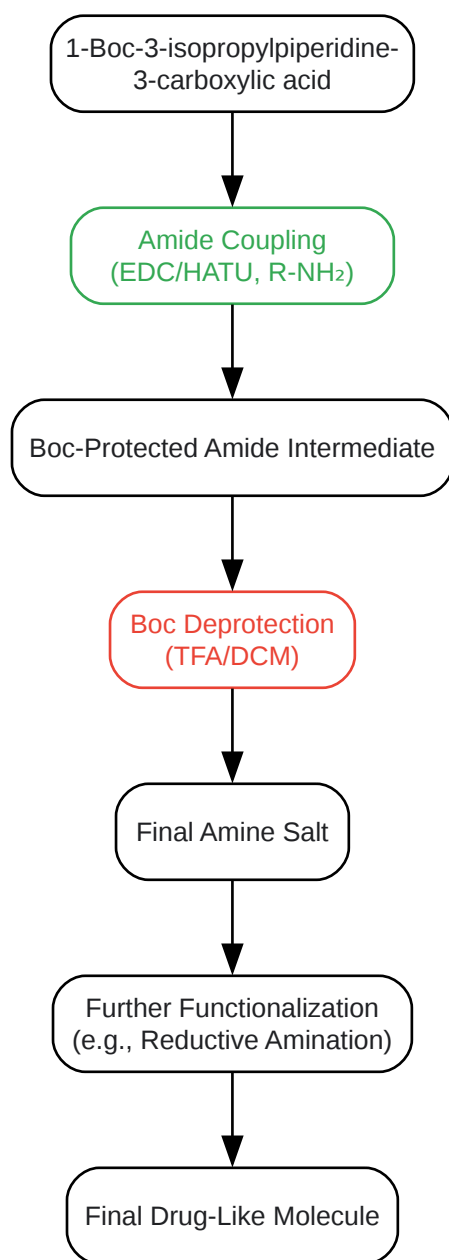 1-Boc-3-isopropylpiperidine-
3-carboxylic acid
Amide Coupling
(EDC/HATU, R-NH₂)
Boc-Protected Amide Intermediate
Boc Deprotection
(TFA/DCM)
Final Amine Salt
Further Functionalization
(e.g., Reductive Amination)
Final Drug-Like Molecule